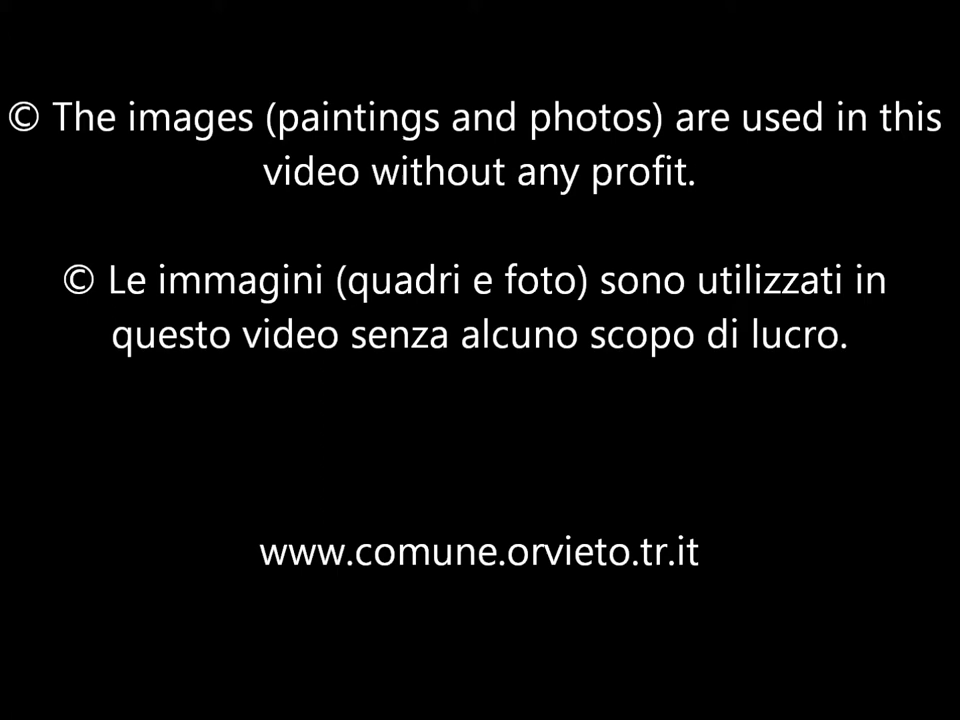 © The images (paintings and photos) are used in this
video without any profit.
© Le immagini (quadri e foto) sono utilizzati in
questo video senza alcuno scopo di lucro.
www.comune.orvieto.tr.it